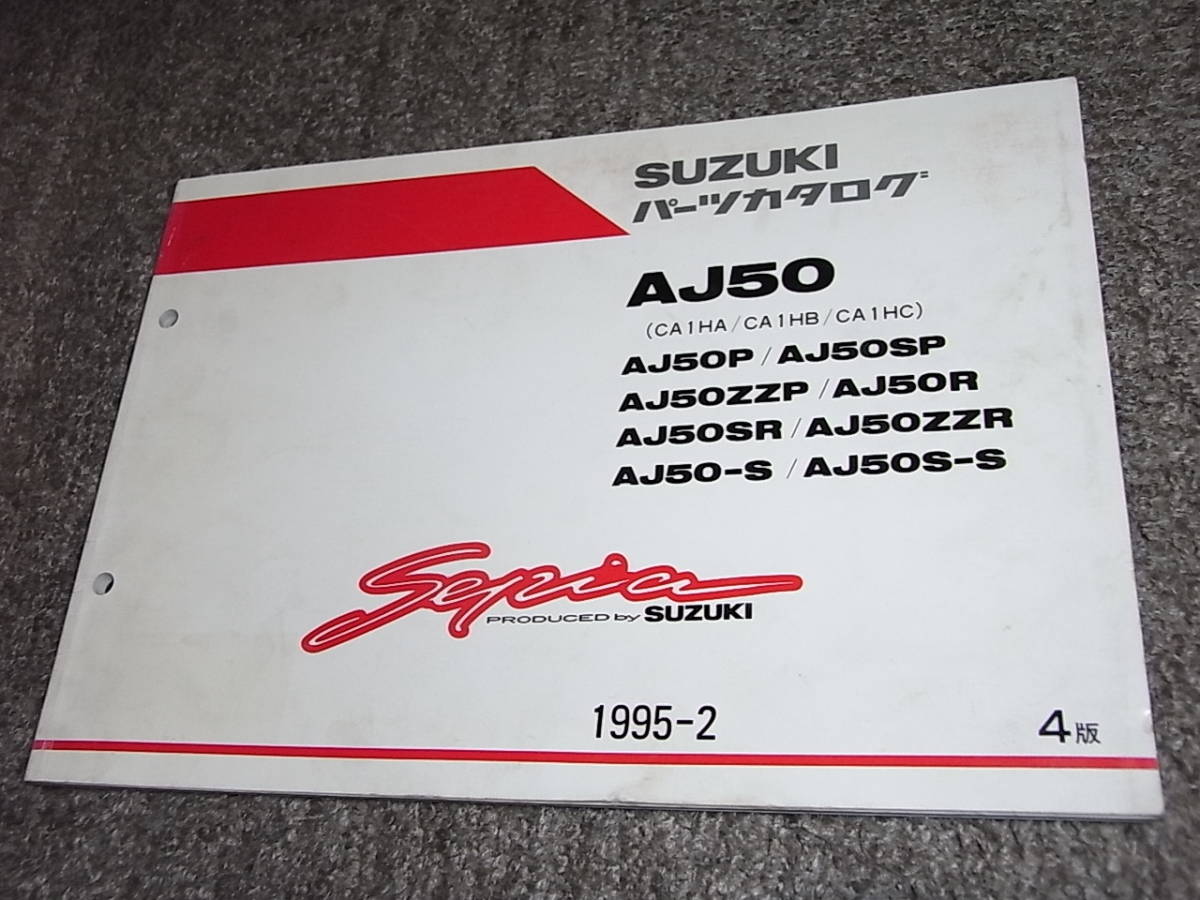 SUZUKI
パーツカタログ
AJ50
(CA1HA/CA1HB/CA1HC)
AJ50P/AJ50SP
AJ50ZZP/AJ50R
AJ50SR/AJ50ZZR
AJ50-S/AJ50S-S
Sepia
PRODUCED by SUZUKI
1995-2
4版